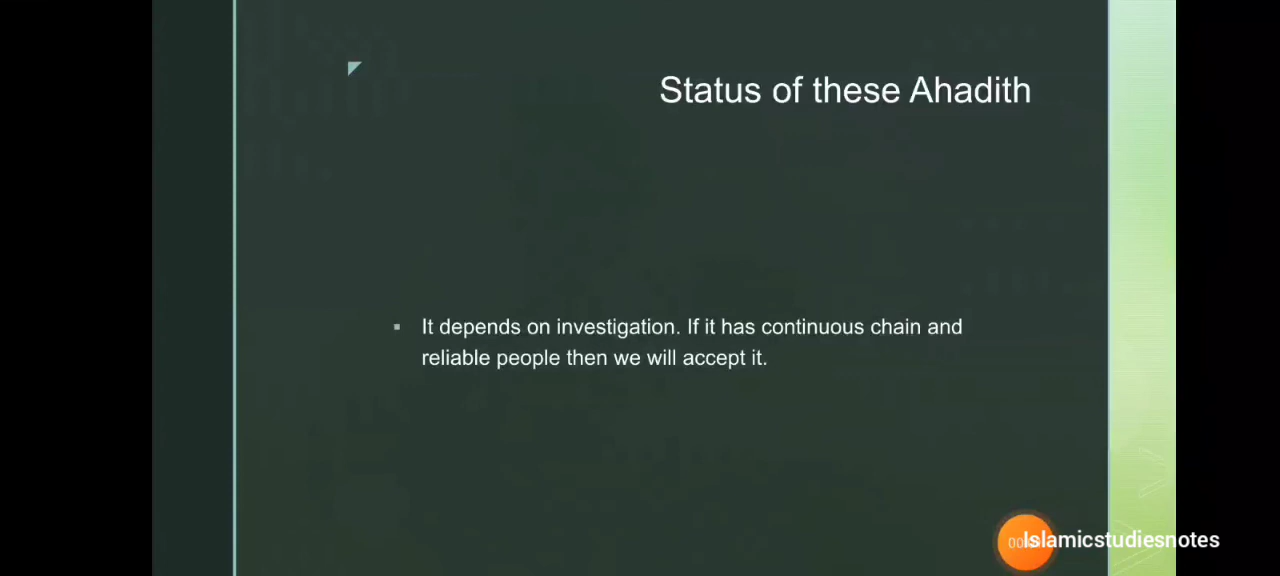 Status of these Ahadith
▪ It depends on investigation. If it has continuous chain and
reliable people then we will accept it.
Islamicstudiesnotes